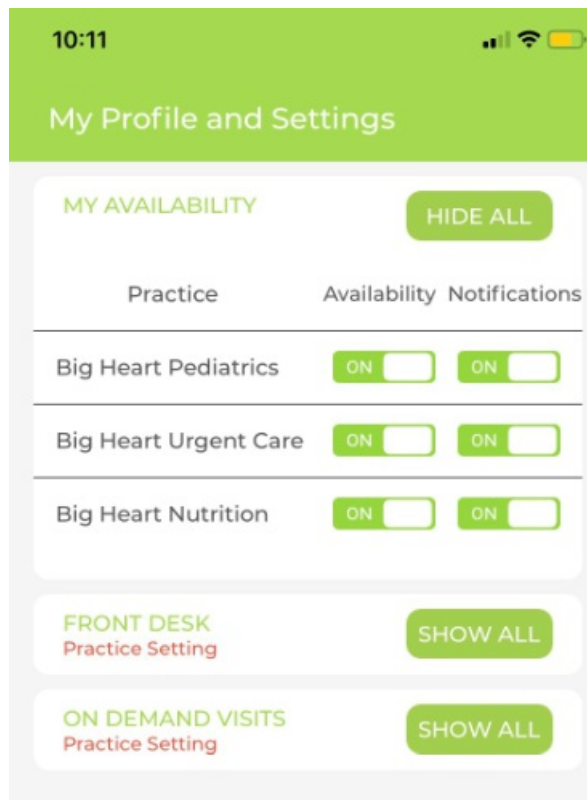 10:11
My Profile and Settings
MY AVAILABILITY
HIDE ALL
Practice Availability Notifications
Big Heart Pediatrics ON ON
Big Heart Urgent Care ON ON
Big Heart Nutrition ON ON
FRONT DESK
Practice Setting
SHOW ALL
ON DEMAND VISITS
Practice Setting
SHOW ALL